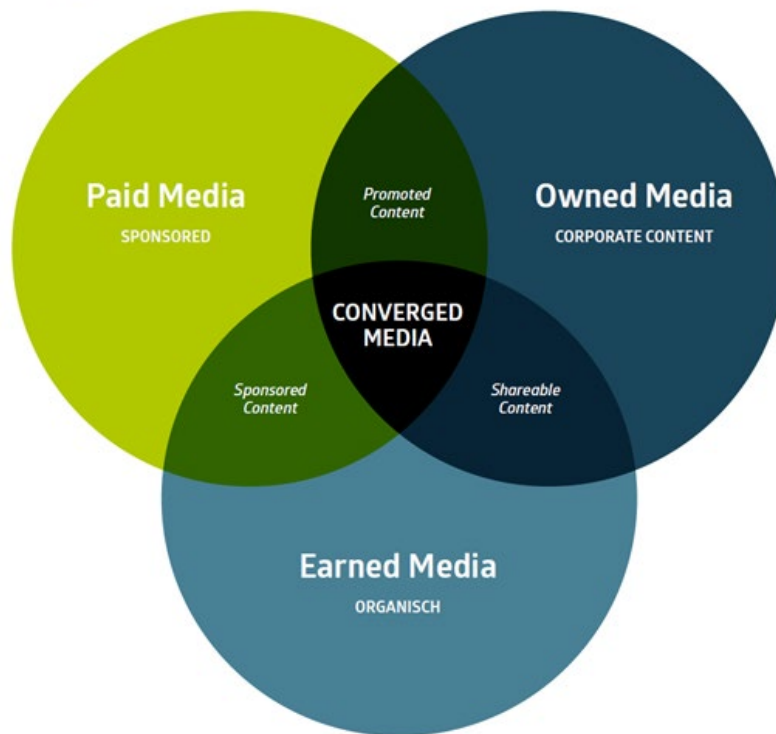 Paid Media
SPONSORED
Promoted
Content
Owned Media
CORPORATE CONTENT
CONVERGED
MEDIA
Sponsored
Content
Shareable
Content
Earned Media
ORGANISCH